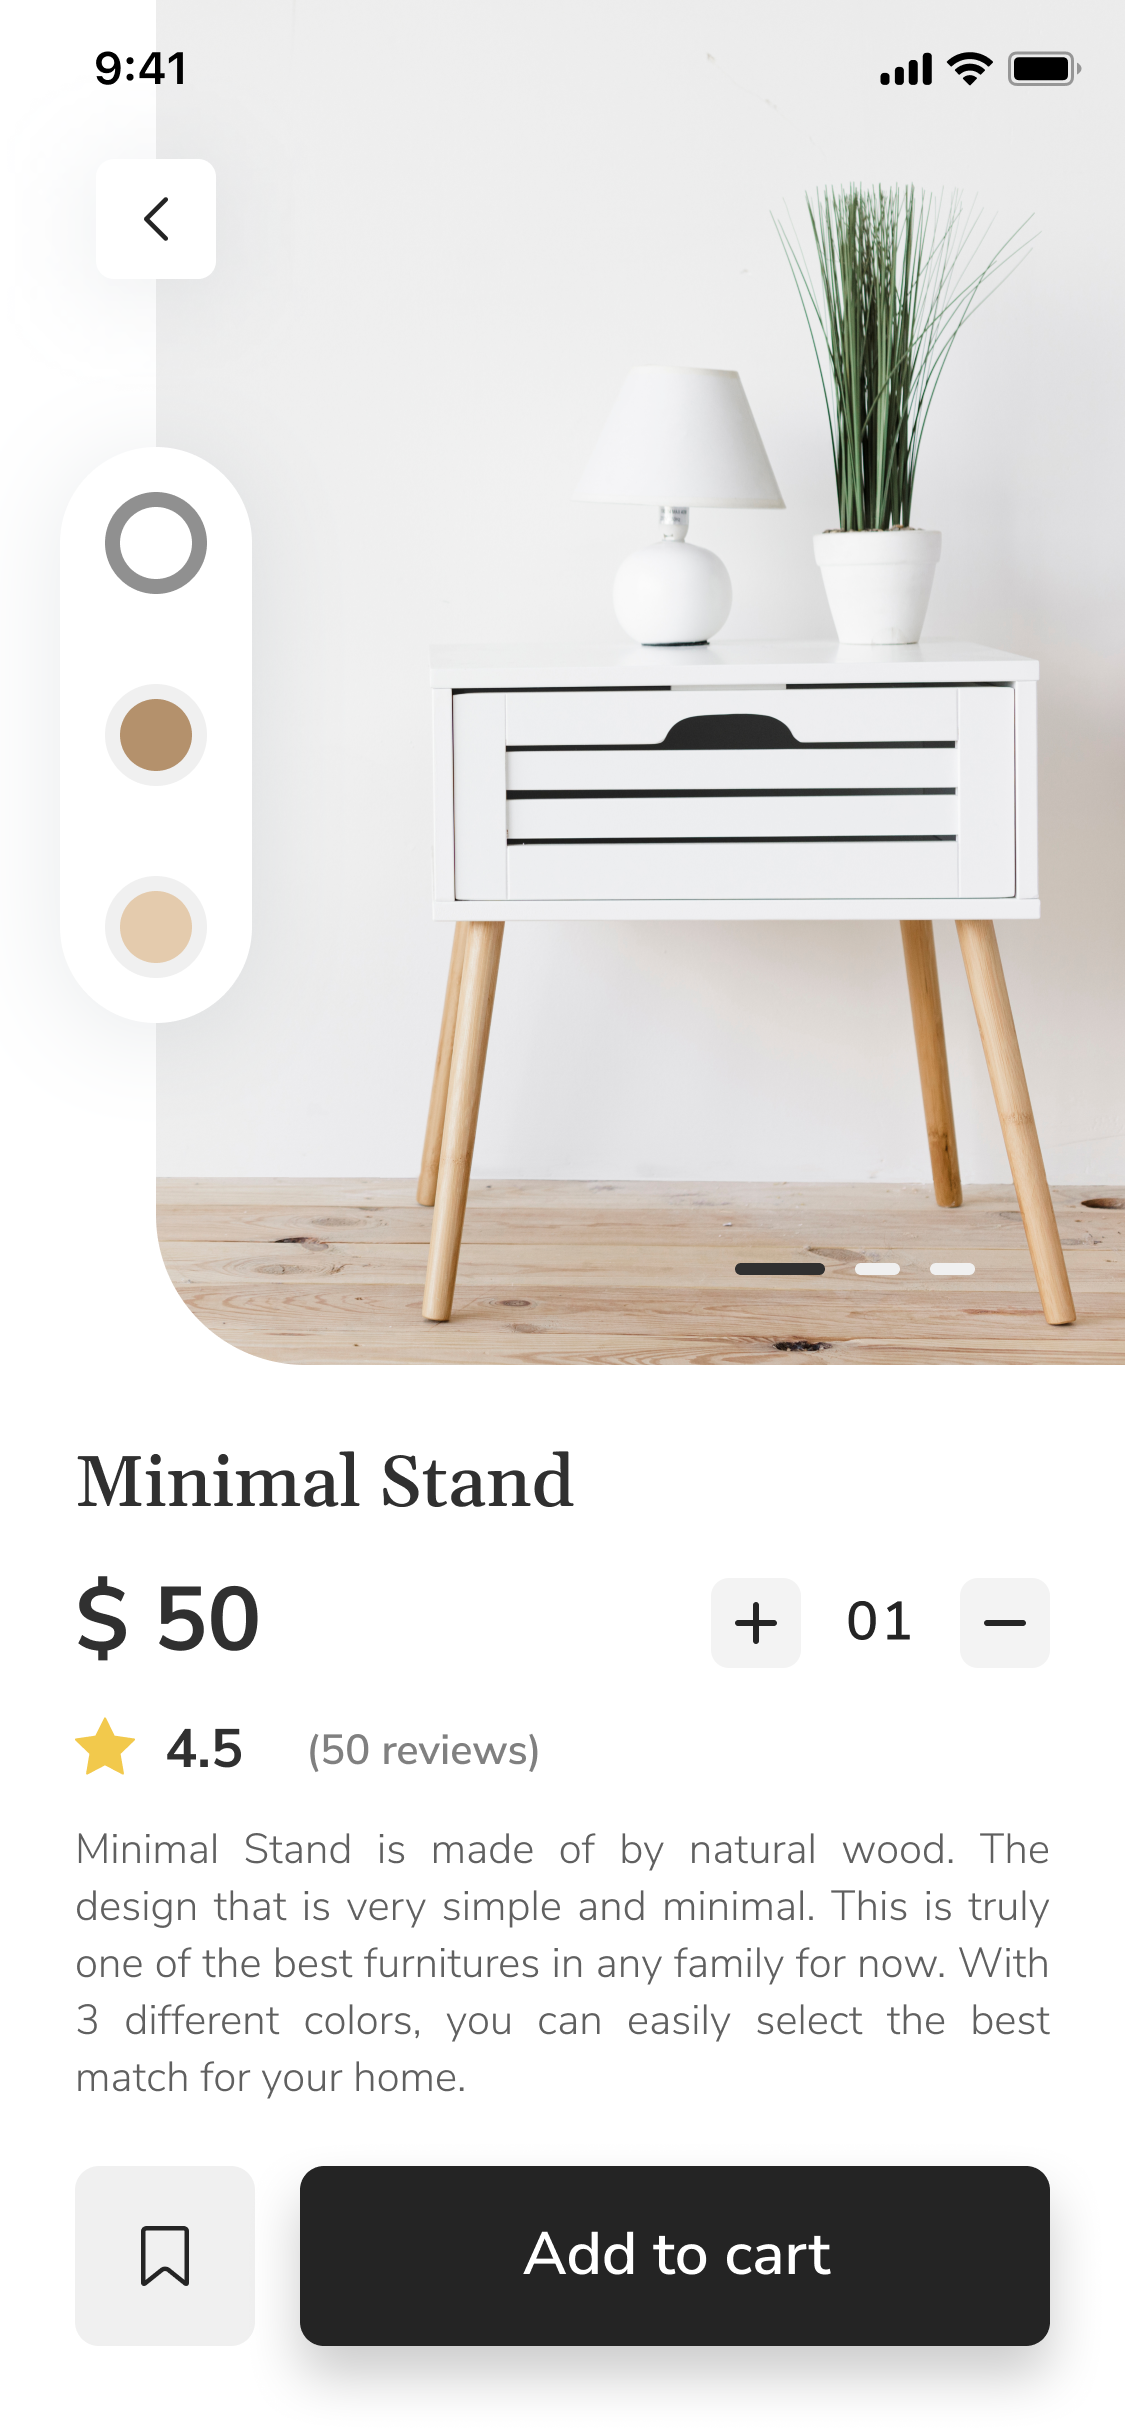 9:41
Minimal Stand
$ 50
01
4.5 (50 reviews)
Minimal Stand is made of by natural wood. The
design that is very simple and minimal. This is truly
one of the best furnitures in any family for now. With
3 different colors, you can easily select the best
match for your home.
Add to cart